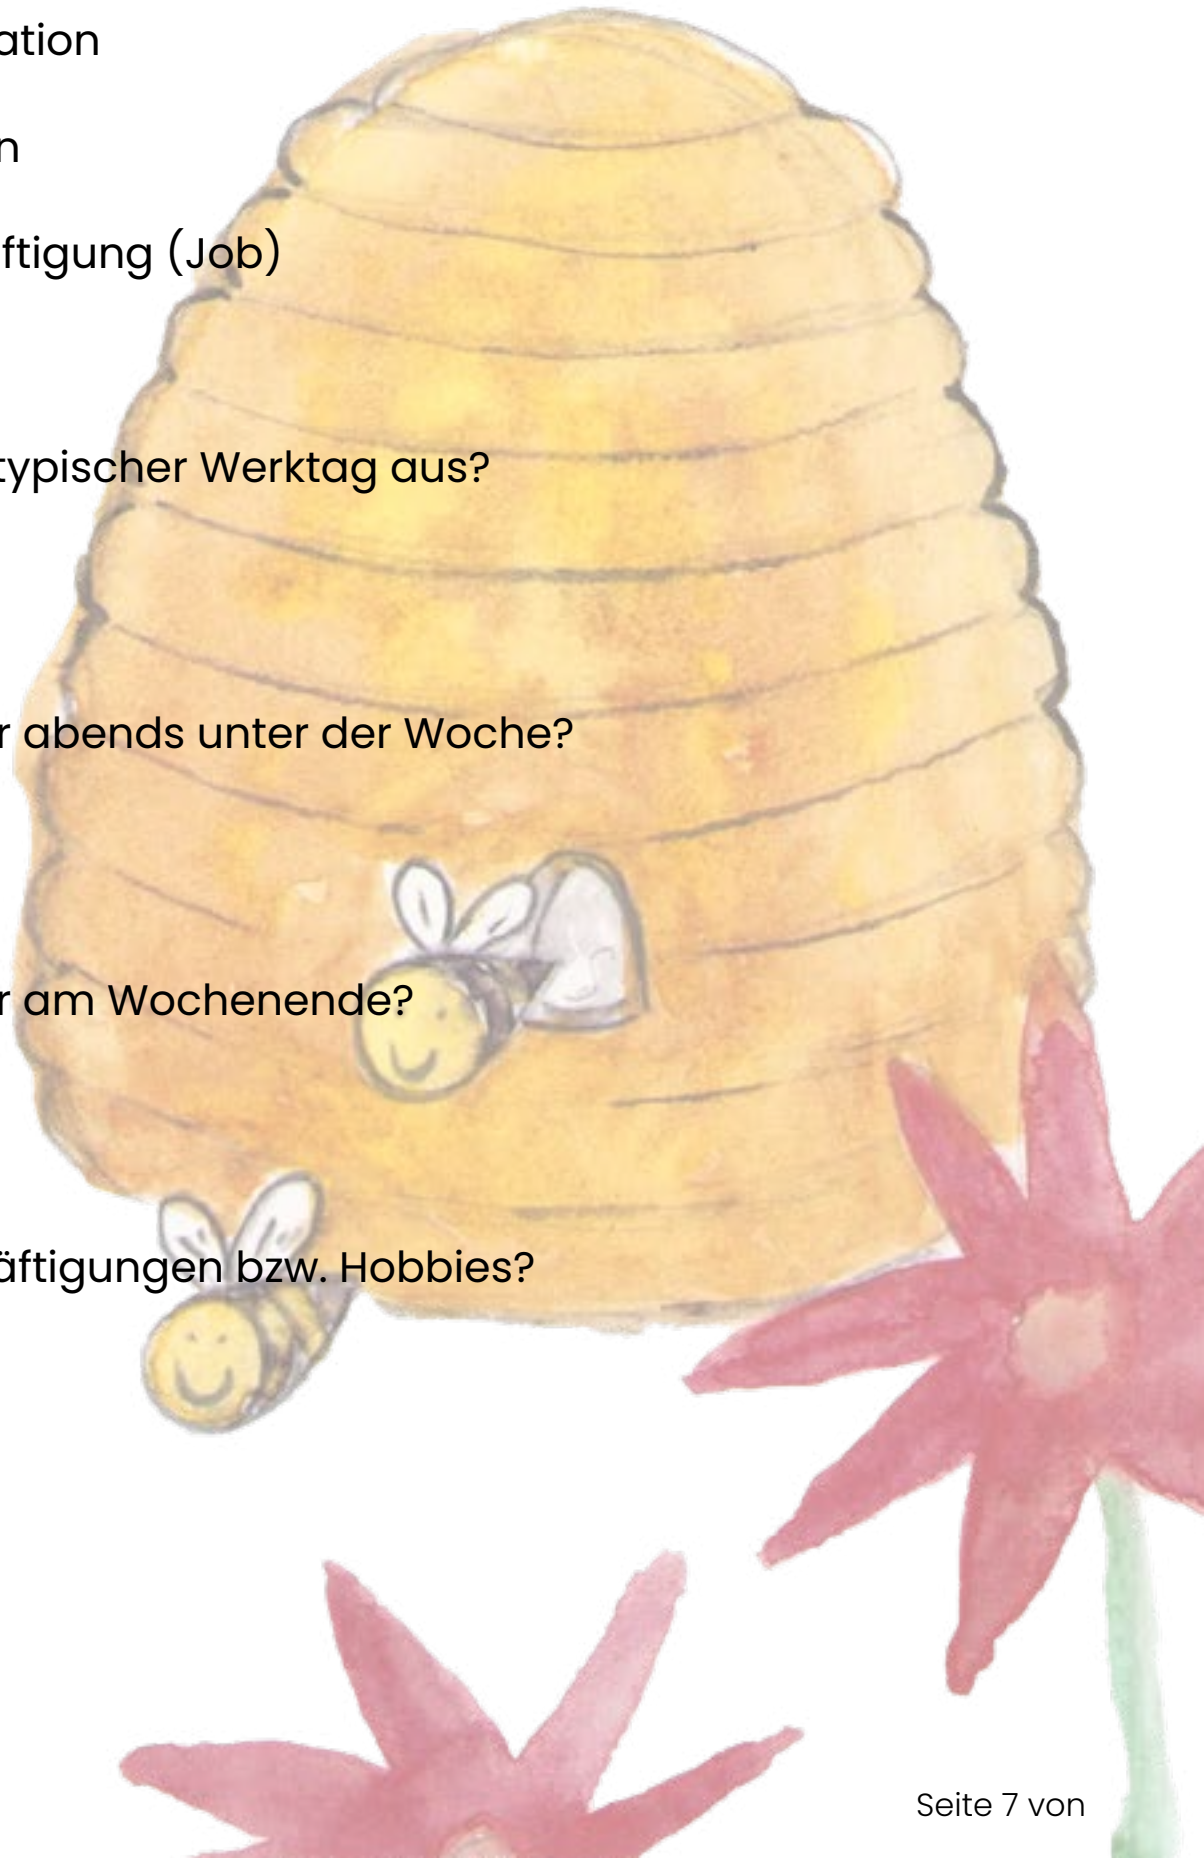 ation
n
ftigung (Job)
typischer Werktag aus?
r abends unter der Woche?
r am Wochenende?
äftigungen bzw. Hobbies?
Seite 7 von